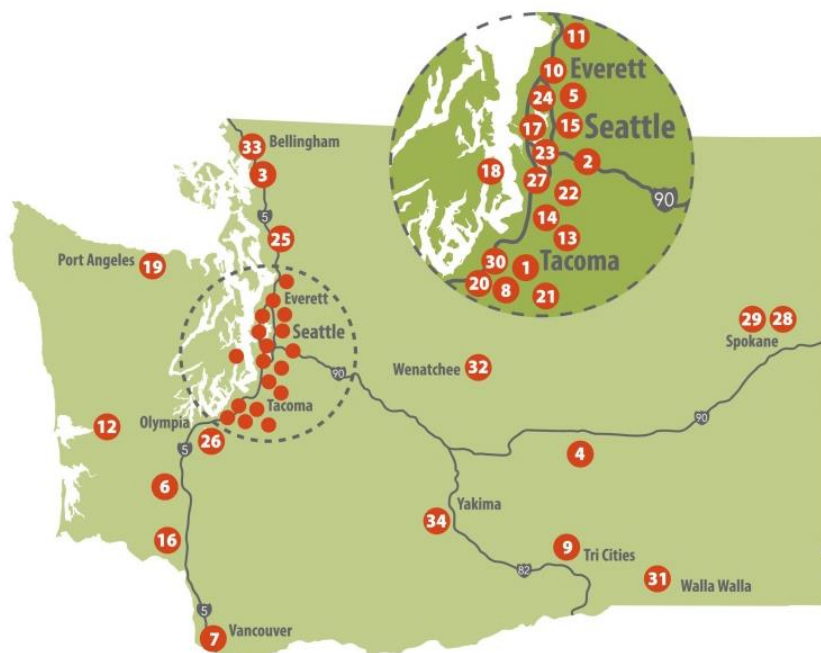 11
10
Everett
24
5
17
15
Seattle
33
Bellingham
23
2
3
18
27
22
90
5
14
25
13
Port Angeles
19
30
1
Tacoma
20
8
21
Everett
29
28
Seattle
Spokane
Wenatchee
32
90
12
Olympia
Tacoma
90
26
5
4
6
Yakima
34
16
9
Tri Cities
82
31
Walla Walla
5
7
Vancouver